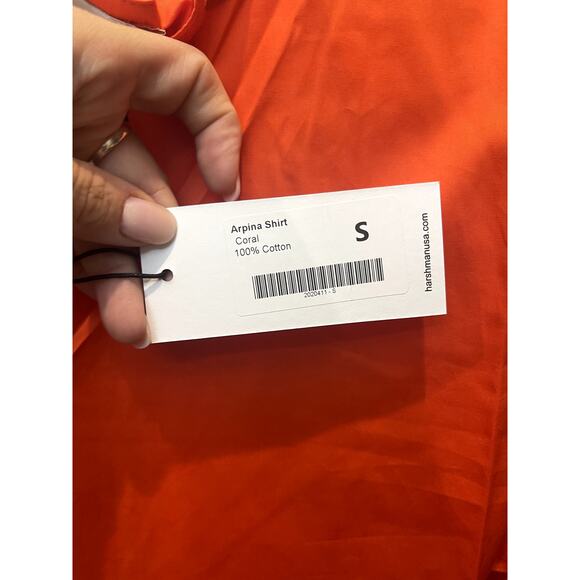 Arpina Shirt
Coral
100% Cotton
S
2020411 - S
harshmanusa.com